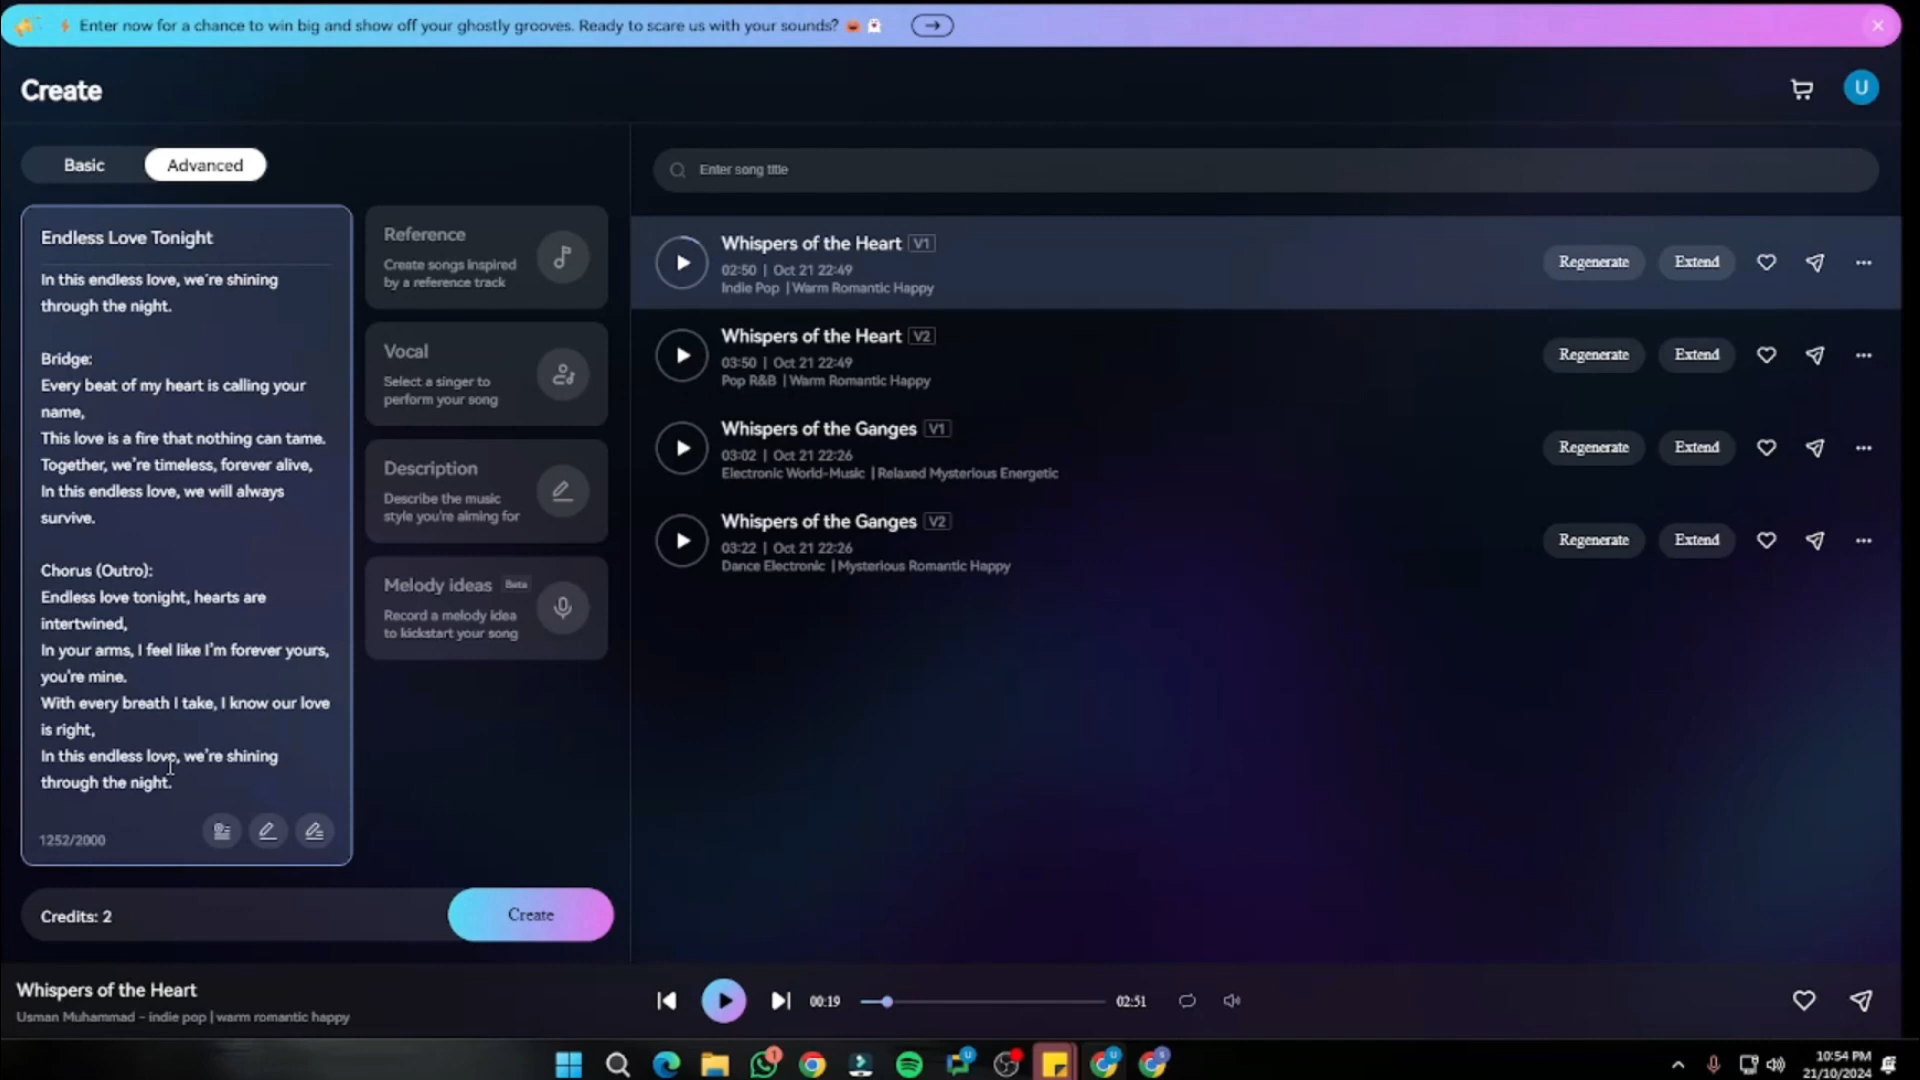 Enter now for a chance to win big and show off your ghostly grooves. Ready to scare us with your sounds?
Create
U
Basic
Advanced
Endless Love Tonight
In this endless love, we're shining
through the night.
Bridge:
Every beat of my heart is calling your
name,
This love is a fire that nothing can tame.
Together, we're timeless, forever alive,
In this endless love, we will always
survive.
Chorus (Outro):
Endless love tonight, hearts are
intertwined,
In your arms, I feel like I'm forever yours,
you're mine.
With every breath I take, I know our love
is right,
In this endless love, we're shining
through the night.
1252/2000
Reference
Create songs inspired
by a reference track
Vocal
Select a singer to
perform your song
Description
Describe the music
style you're aiming for
Melody ideas Beta
Record a melody idea
to kickstart your song
Credits: 2
Create
Enter song title
Whispers of the Heart V1
02:50 | Oct 21 22:49
Indie Pop | Warm Romantic Happy
Regenerate
Extend
Whispers of the Heart V2
03:50 | Oct 21 22:49
Pop R&B | Warm Romantic Happy
Regenerate
Extend
Whispers of the Ganges V1
03:02 | Oct 21 22:26
Electronic World-Music | Relaxed Mysterious Energetic
Regenerate
Extend
Whispers of the Ganges V2
03:22 | Oct 21 22:26
Dance Electronic | Mysterious Romantic Happy
Regenerate
Extend
Whispers of the Heart
Usman Muhammad - indie pop | warm romantic happy
00:19
02:51
1
U
U
S
10:54 PM
21/10/2024